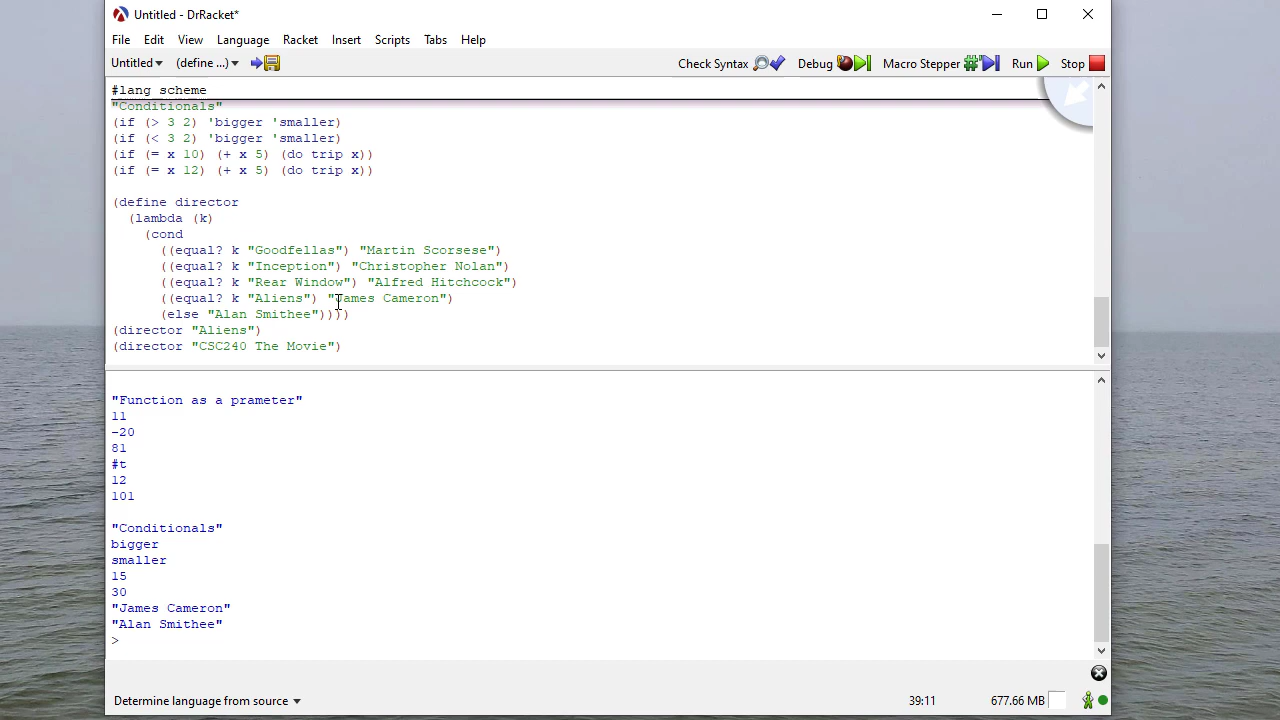 Untitled - DrRacket*
File Edit View Language Racket Insert Scripts Tabs Help
Untitled (define ...) Check Syntax Debug Macro Stepper Run Stop
#lang scheme
"Conditionals"
(if (> 3 2) 'bigger 'smaller)
(if (< 3 2) 'bigger 'smaller)
(if (= x 10) (+ x 5) (do trip x))
(if (= x 12) (+ x 5) (do trip x))
(define director
(lambda (k)
(cond
((equal? k "Goodfellas") "Martin Scorsese")
((equal? k "Inception") "Christopher Nolan")
((equal? k "Rear Window") "Alfred Hitchcock")
((equal? k "Aliens") "James Cameron")
(else "Alan Smithee"))))
(director "Aliens")
(director "CSC240 The Movie")
"Function as a prameter"
11
-20
81
#t
12
101
"Conditionals"
bigger
smaller
15
30
"James Cameron"
"Alan Smithee"
>
Determine language from source 39:11 677.66 MB